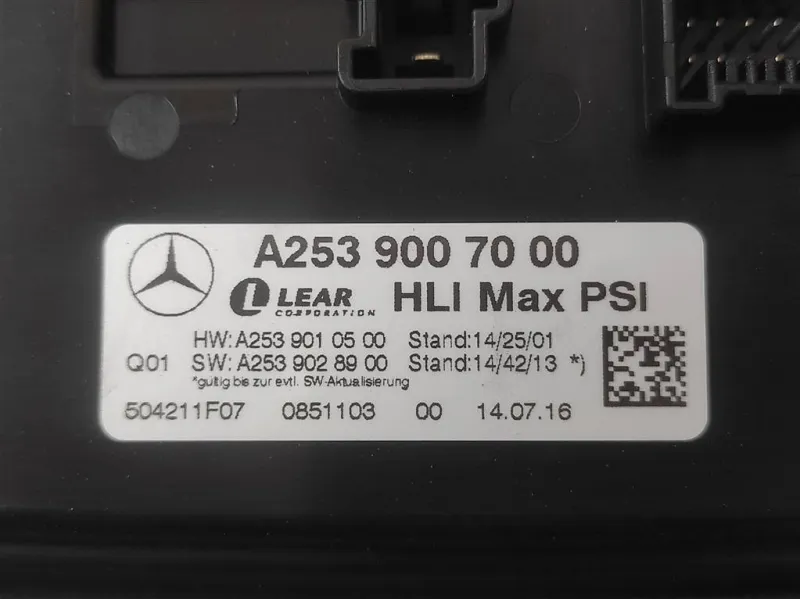 A253 900 70 00
LEAR CORPORATION HLI Max PSI
HW:A253 901 05 00 Stand:14/25/01
Q01 SW:A253 902 89 00 Stand:14/42/13 *)
*gültig bis zur evtl. SW-Aktualisierung
504211F07 0851103 00 14.07.16